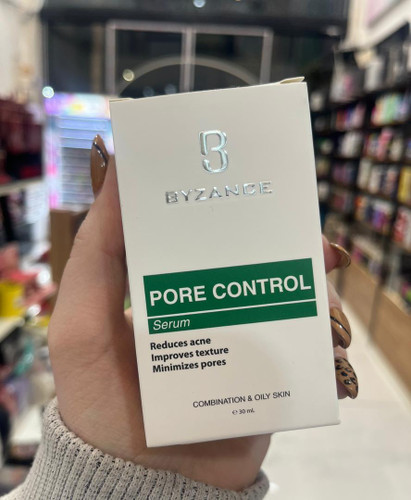 B
BYZANCE
PORE CONTROL
Serum
Reduces acne
Improves texture
Minimizes pores
COMBINATION & OILY SKIN
℮ 30 mL